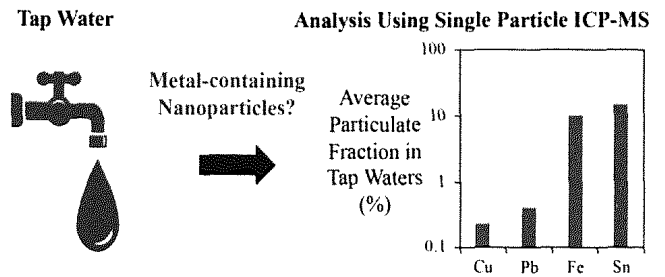 Tap Water
Analysis Using Single Particle ICP-MS
Metal-containing
Nanoparticles?
Average
Particulate
Fraction in
Tap Waters
(%)
100
10
1
0.1
Cu Pb Fe Sn